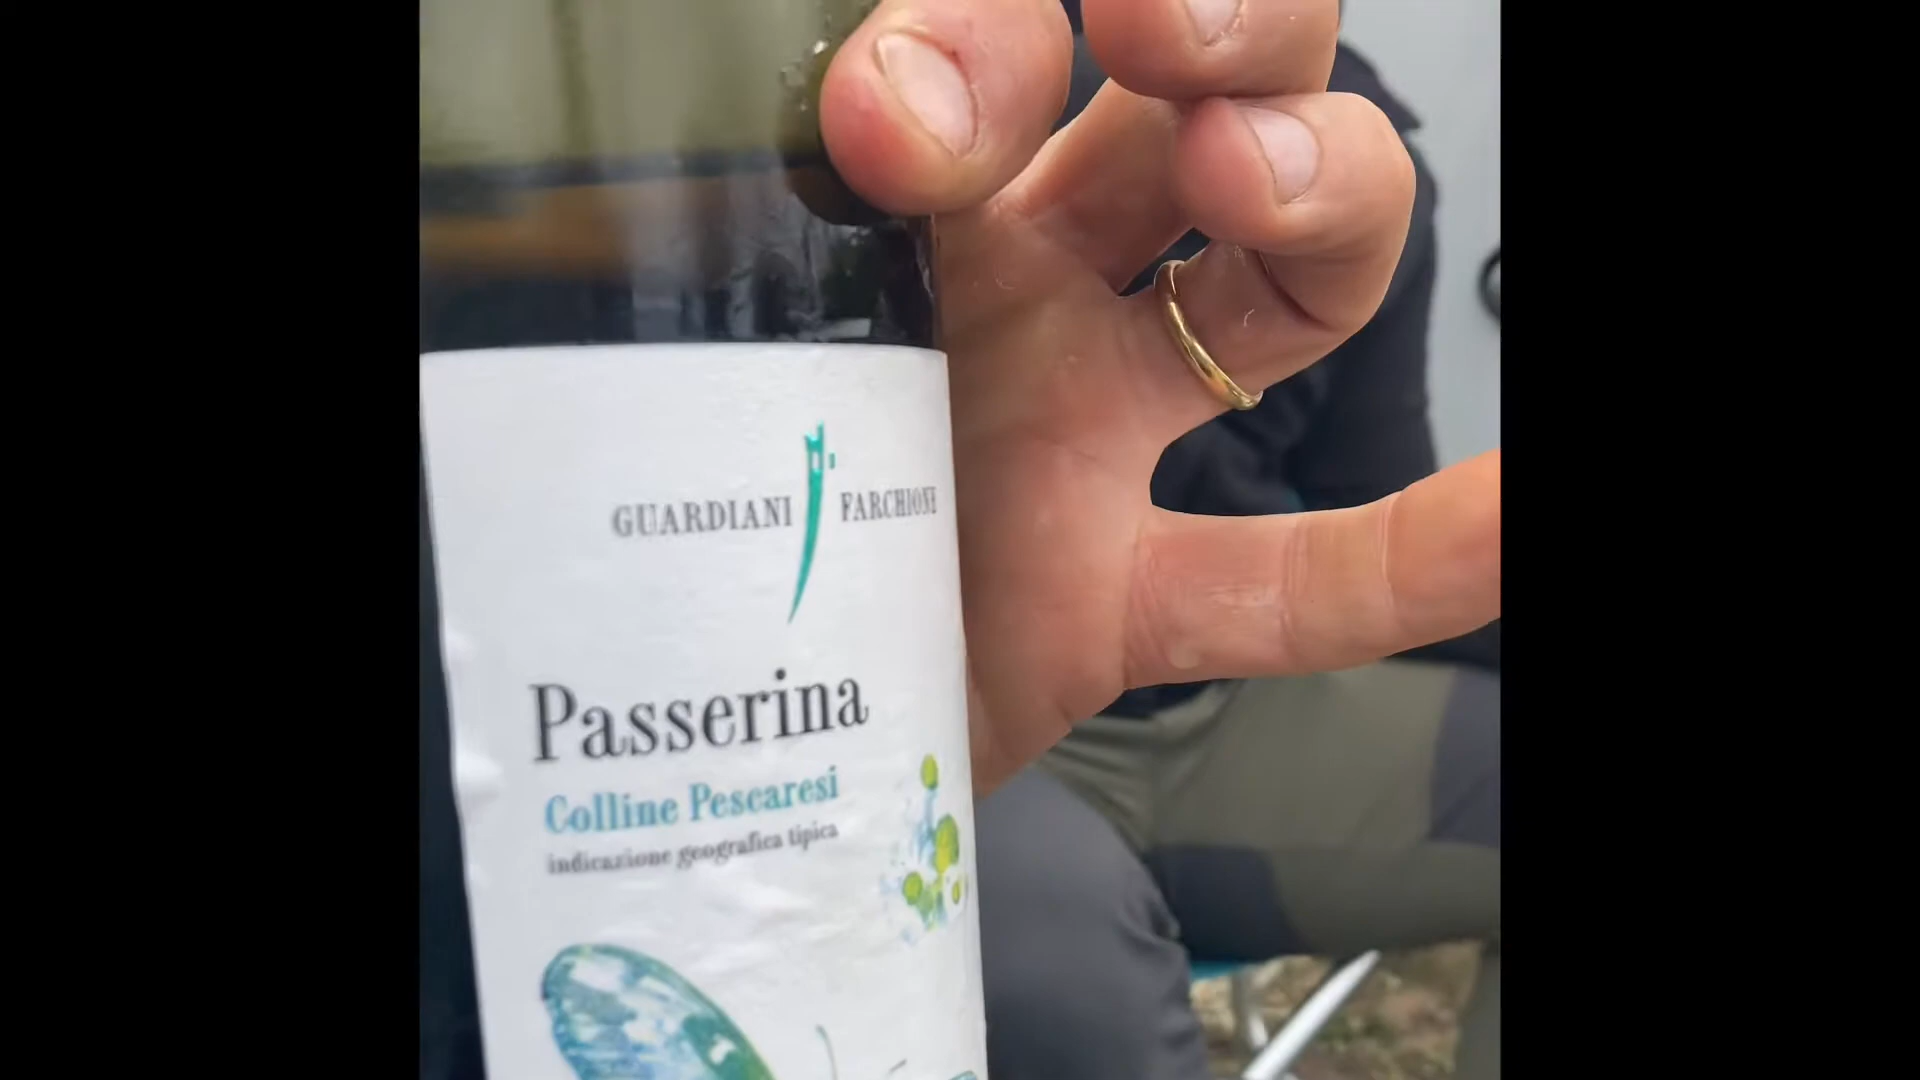 GUARDIANI FARCHIONE
Passerina
Colline Pescaresi
indicazione geografica tipica